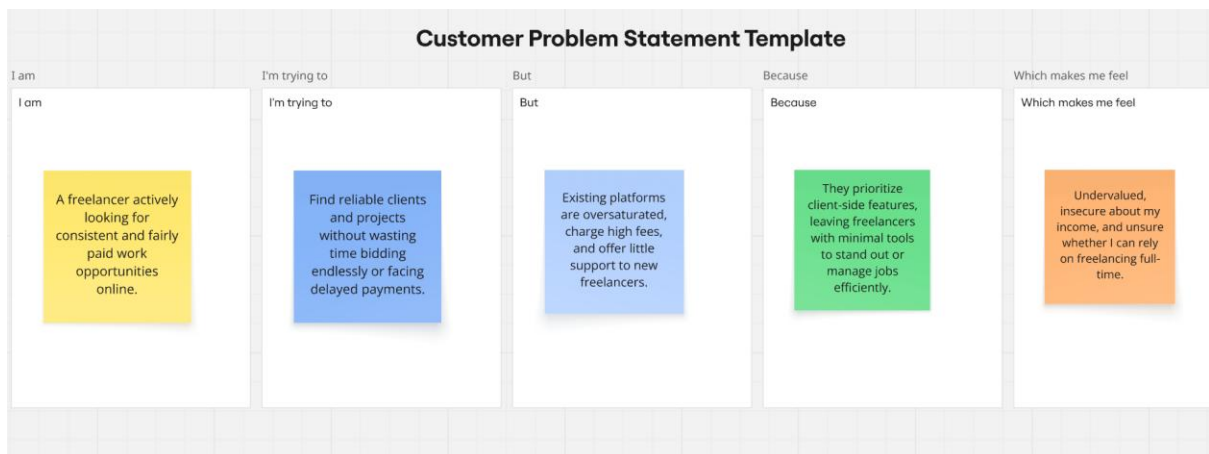 Customer Problem Statement Template
I am
I'm trying to
But
Because
Which makes me feel
I am
I'm trying to
But
Because
Which makes me feel
A freelancer actively
looking for
consistent and fairly
paid work
opportunities
online.
Find reliable clients
and projects
without wasting
time bidding
endlessly or facing
delayed payments.
Existing platforms
are oversaturated,
charge high fees,
and offer little
support to new
freelancers.
They prioritize
client-side features,
leaving freelancers
with minimal tools
to stand out or
manage jobs
efficiently.
Undervalued,
insecure about my
income, and unsure
whether I can rely
on freelancing full-
time.